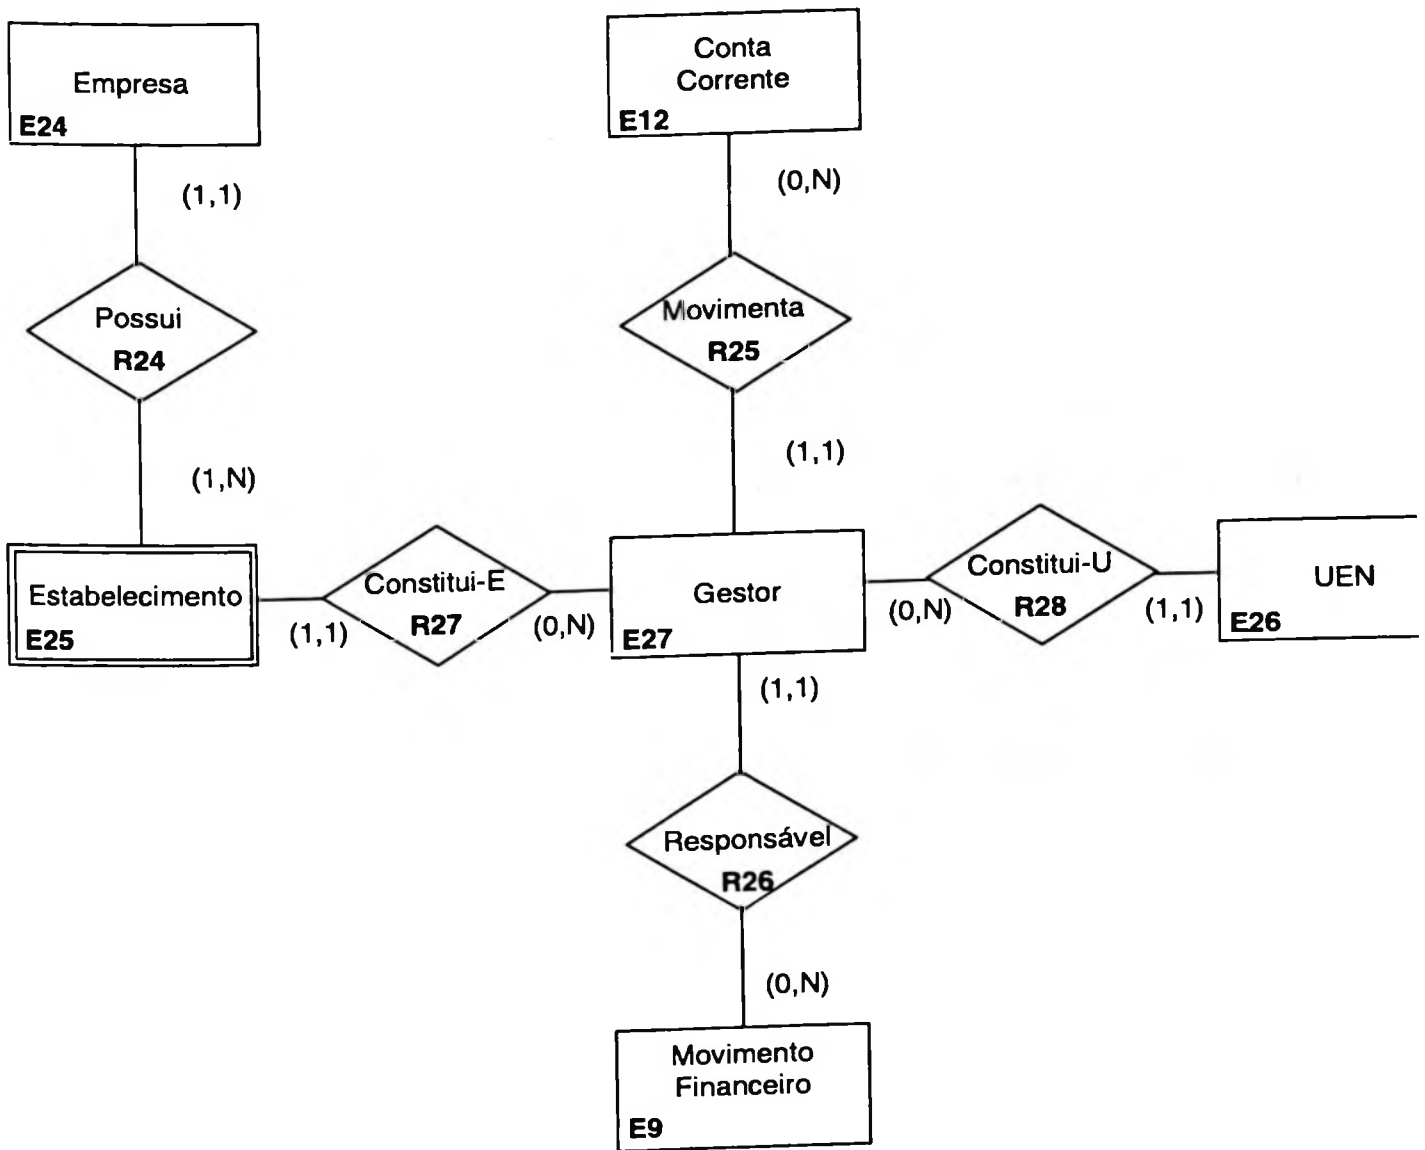 Empresa
E24
Conta
Corrente
E12
(1,1)
(0,N)
Possui
R24
Movimenta
R25
(1,N)
(1,1)
Estabelecimento
E25
(1,1)
Constitui-E
R27
(0,N)
Gestor
E27
(0,N)
Constitui-U
R28
(1,1)
UEN
E26
(1,1)
Responsável
R26
(0,N)
Movimento
Financeiro
E9